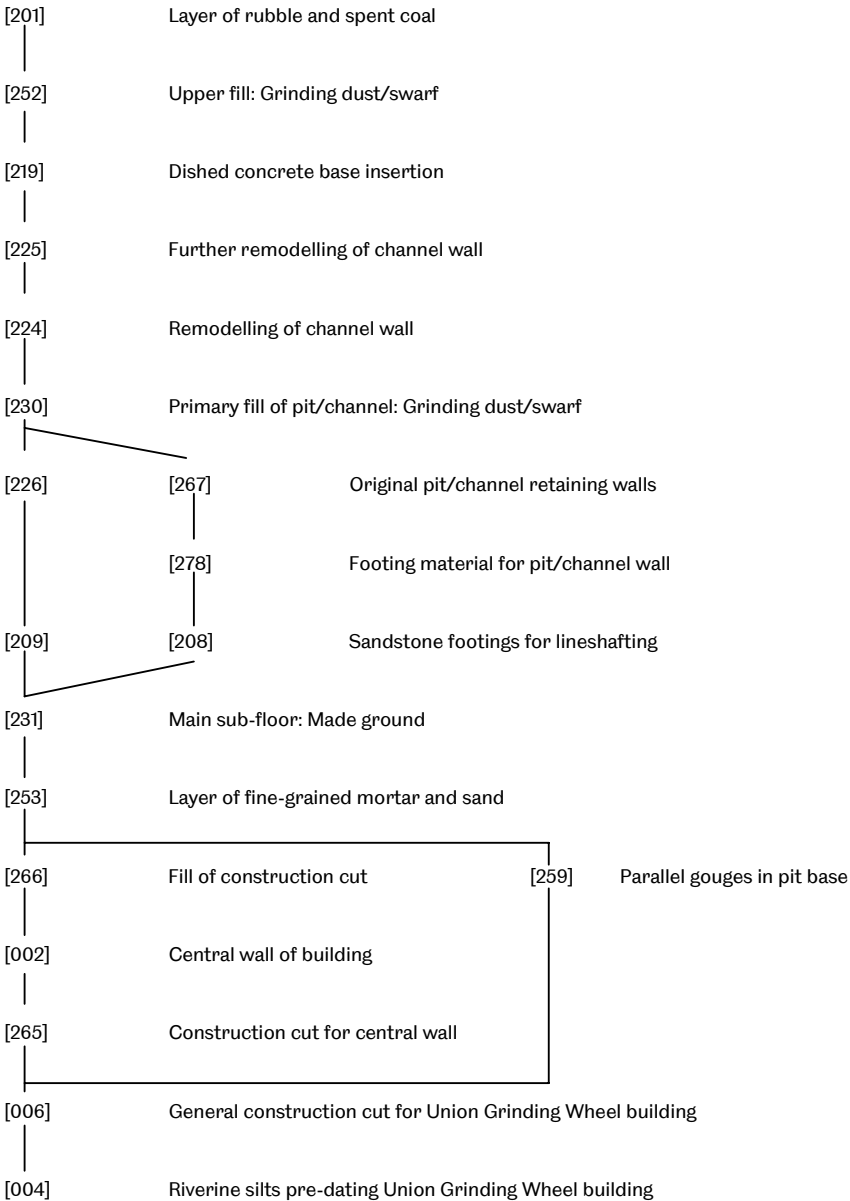 [201] Layer of rubble and spent coal
[252] Upper fill: Grinding dust/swarf
[219] Dished concrete base insertion
[225] Further remodelling of channel wall
[224] Remodelling of channel wall
[230] Primary fill of pit/channel: Grinding dust/swarf
[226] [267] Original pit/channel retaining walls
[278] Footing material for pit/channel wall
[209] [208] Sandstone footings for lineshafting
[231] Main sub-floor: Made ground
[253] Layer of fine-grained mortar and sand
[266] Fill of construction cut [259] Parallel gouges in pit base
[002] Central wall of building
[265] Construction cut for central wall
[006] General construction cut for Union Grinding Wheel building
[004] Riverine silts pre-dating Union Grinding Wheel building